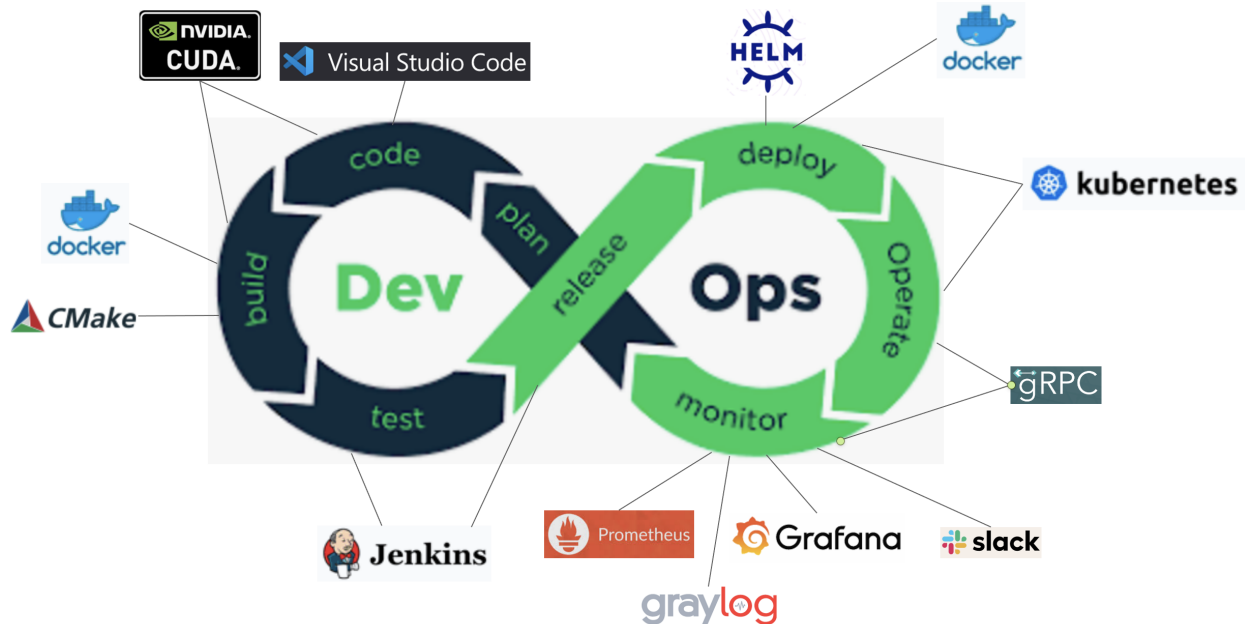 NVIDIA.
CUDA.
Visual Studio Code
HELM
docker
code
deploy
kubernetes
docker
plan
release
Operate
build
Dev
Ops
CMake
gRPC
test
monitor
Jenkins
Prometheus
Grafana
slack
graylog